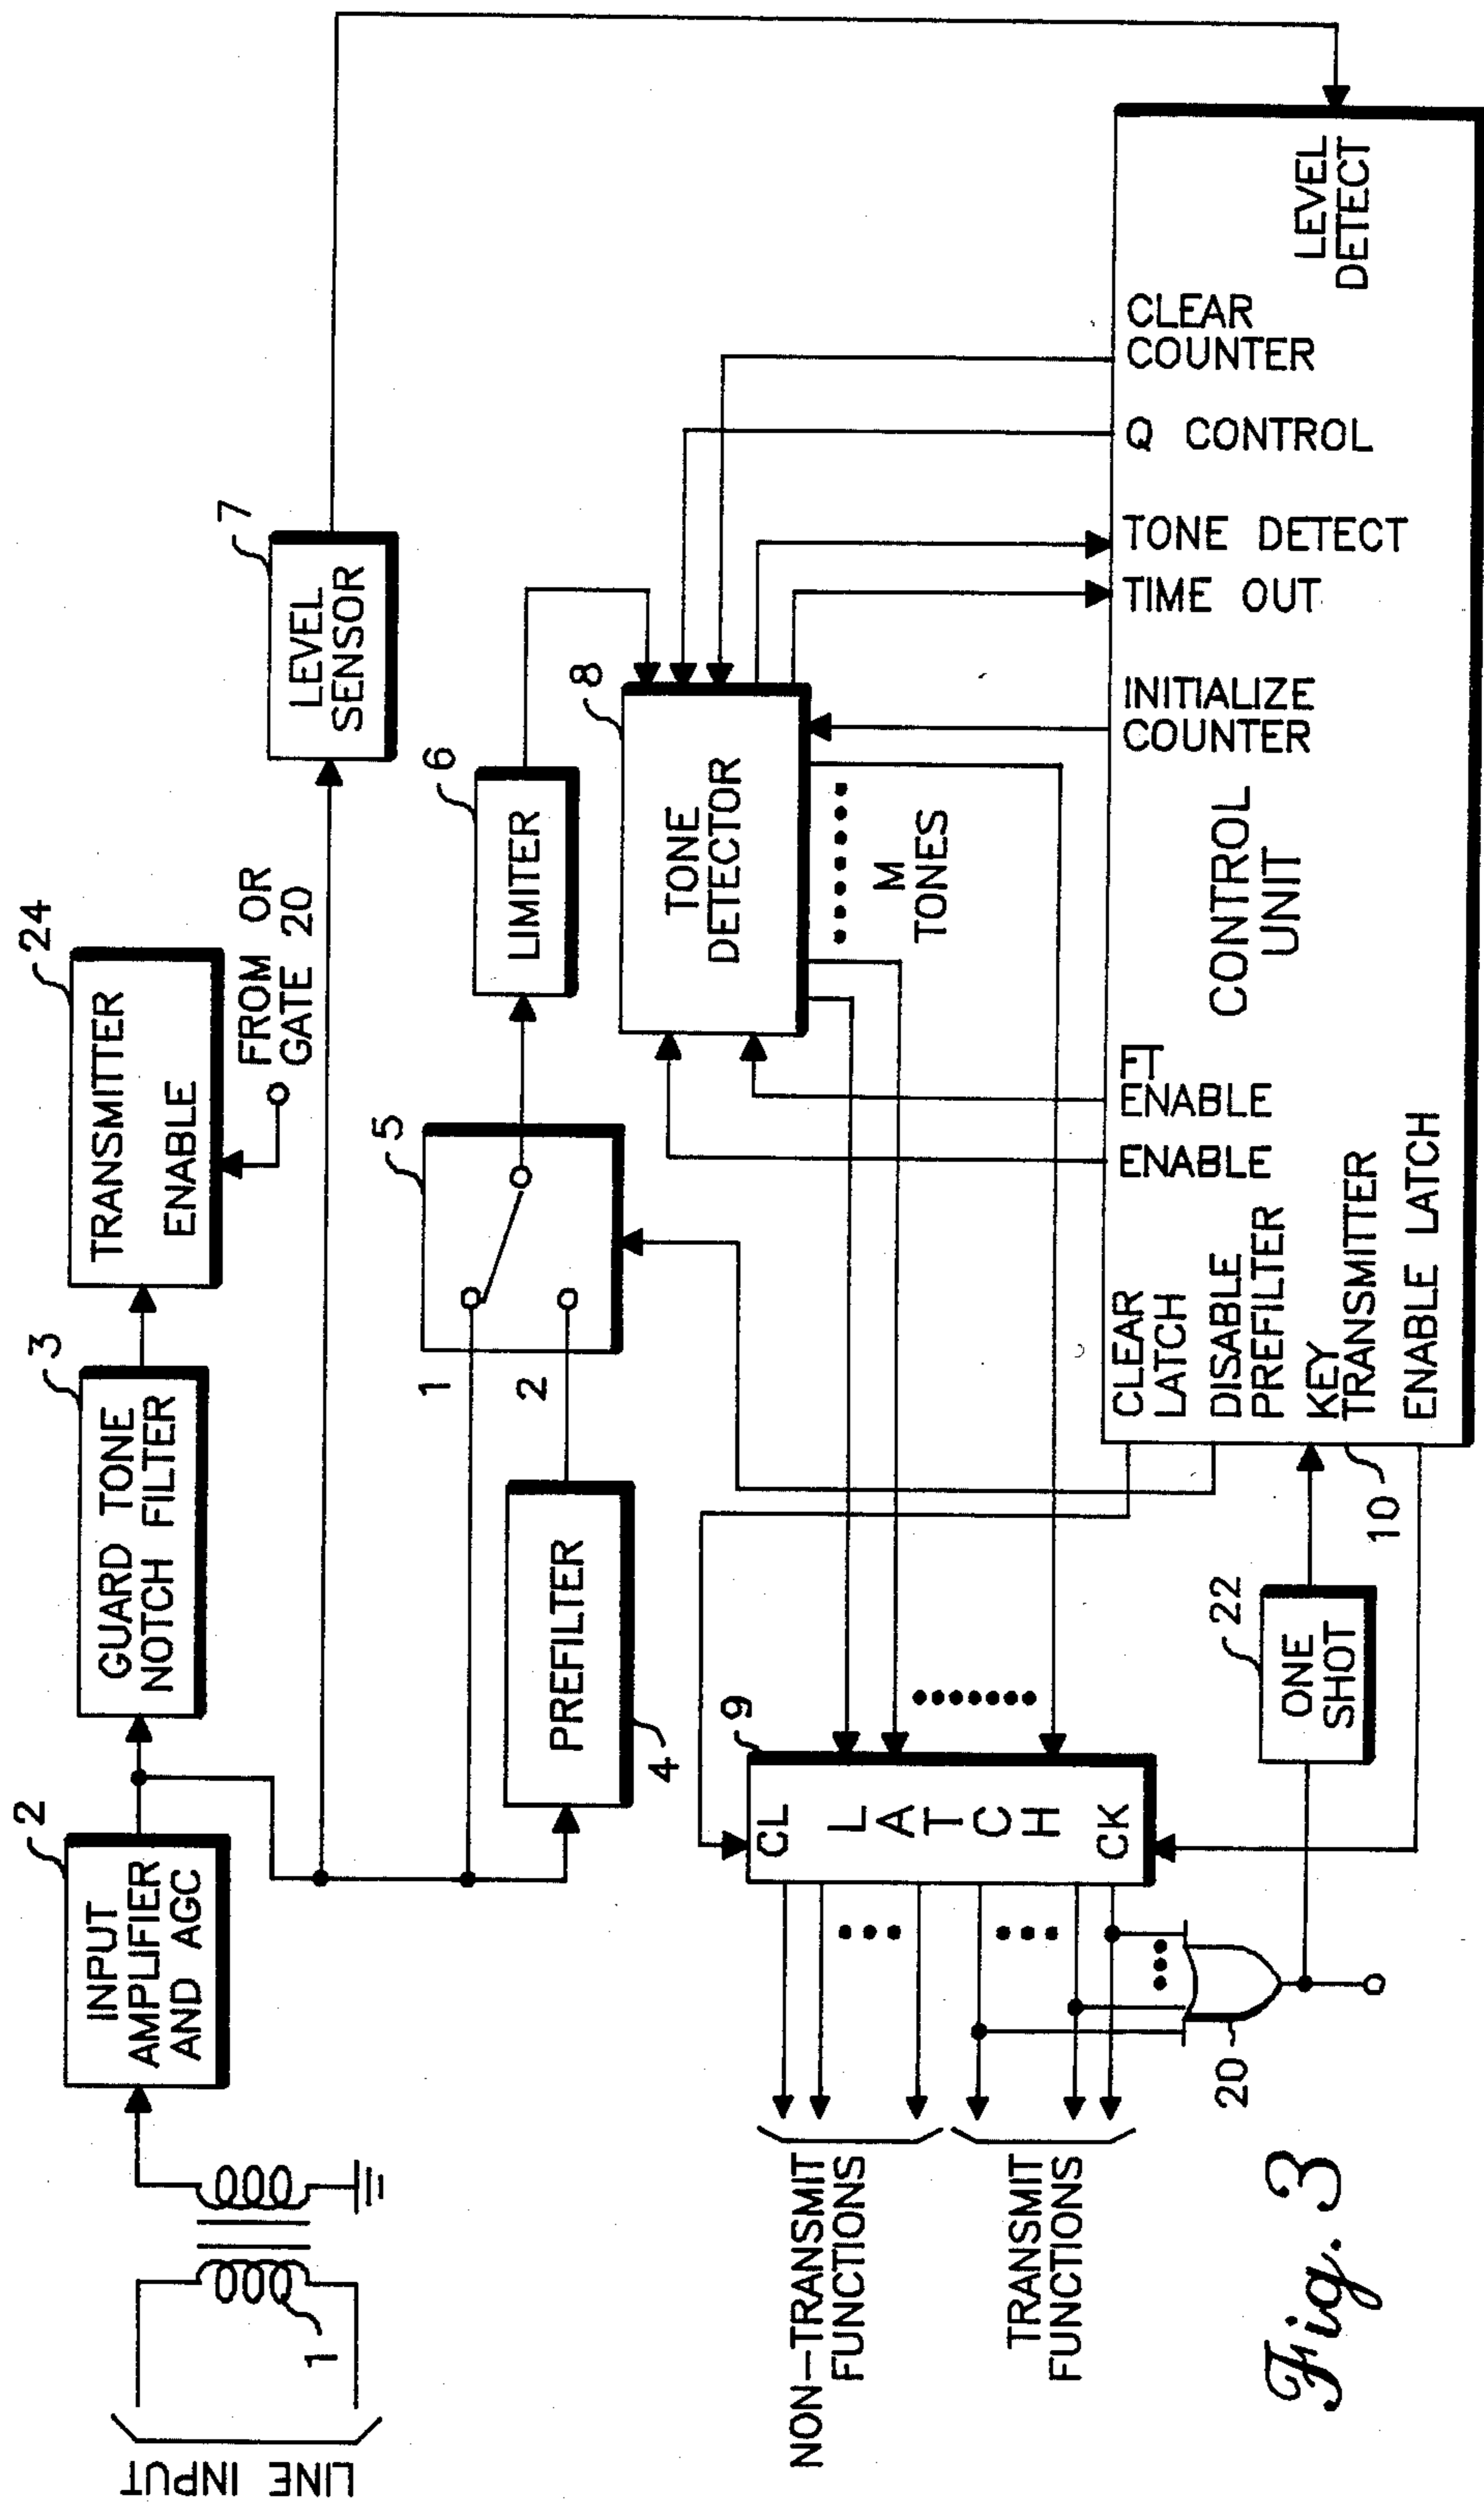 LINE INPUT
1
2
INPUT
AMPLIFIER
AND AGC
3
GUARD TONE
NOTCH FILTER
24
TRANSMITTER
ENABLE
FROM OR
GATE 20
7
LEVEL
SENSOR
4
PREFILTER
1
2
5
6
LIMITER
8
TONE
DETECTOR
M
TONES
9
CL
LATCH
CK
NON-TRANSMIT
FUNCTIONS
TRANSMIT
FUNCTIONS
20
22
ONE
SHOT
10
CLEAR
LATCH
DISABLE
PREFILTER
KEY
TRANSMITTER
ENABLE LATCH
ENABLE
FT
ENABLE
CONTROL
UNIT
INITIALIZE
COUNTER
TIME OUT
TONE DETECT
Q CONTROL
CLEAR
COUNTER
LEVEL
DETECT
Fig. 3